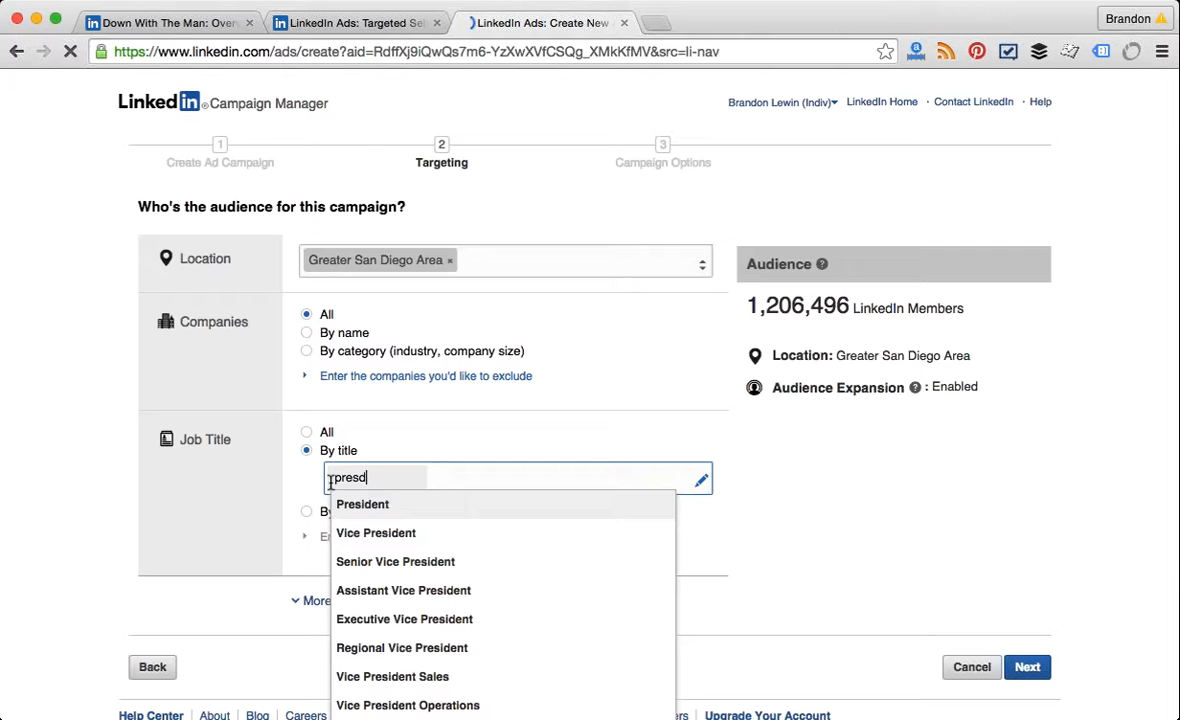 Down With The Man: Over
LinkedIn Ads: Targeted Sel
LinkedIn Ads: Create New
Brandon
https://www.linkedin.com/ads/create?aid=RdffXj9iQwQs7m6-YzXwXVfCSQg_XMkKfMV&src=li-nav
Linked in Campaign Manager
Brandon Lewin (Indiv) LinkedIn Home · Contact LinkedIn · Help
1 2 3
Create Ad Campaign Targeting Campaign Options
Who's the audience for this campaign?
Location
Greater San Diego Area ×
Companies
All
By name
By category (industry, company size)
Enter the companies you'd like to exclude
Job Title
All
By title
presd
President
Vice President
Senior Vice President
Assistant Vice President
Executive Vice President
Regional Vice President
Vice President Sales
Vice President Operations
More
Audience ?
1,206,496 LinkedIn Members
Location: Greater San Diego Area
Audience Expansion ? : Enabled
Back
Cancel Next
Help Center About Blog Careers Upgrade Your Account